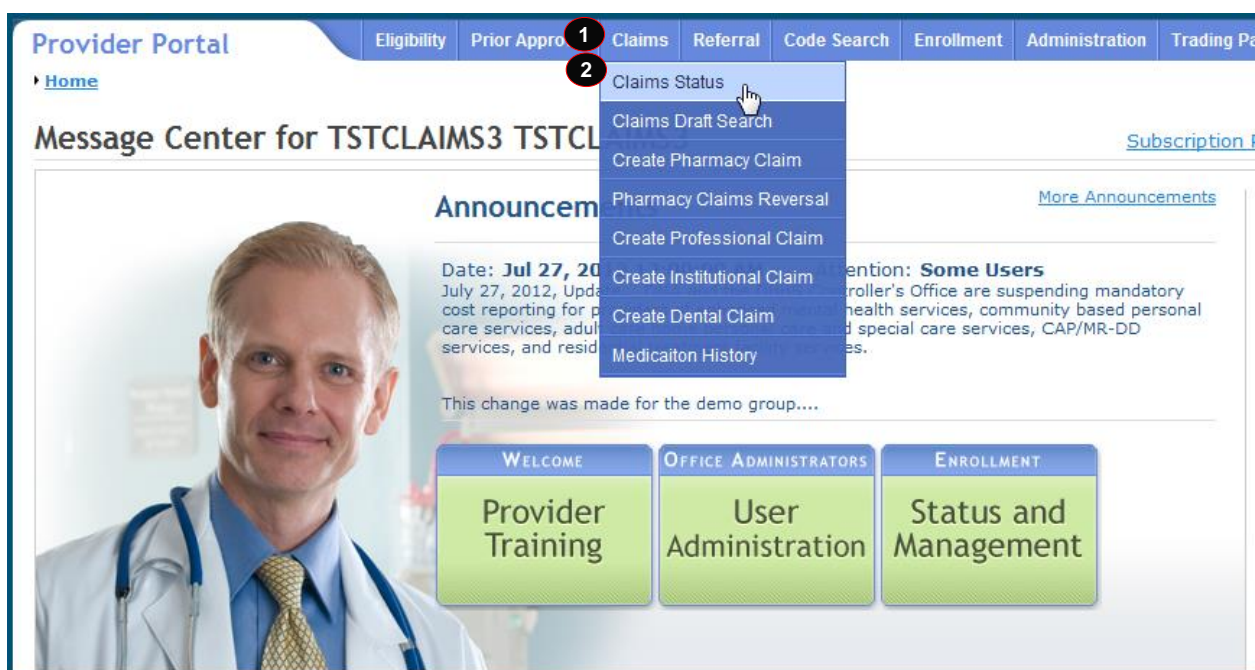 Provider Portal
Eligibility Prior Appro 1 Claims Referral Code Search Enrollment Administration Trading Pa
Home
2
Claims Status
Claims Draft Search
Create Pharmacy Claim
Pharmacy Claims Reversal
Create Professional Claim
Create Institutional Claim
Create Dental Claim
Medicaiton History
Message Center for TSTCLAIMS3 TSTCL
Subscription
Announcem
More Announcements
Date: Jul 27, 20 Attention: Some Users
July 27, 2012, Upda troller's Office are suspending mandatory
cost reporting for p health services, community based personal
care services, adul and special care services, CAP/MR-DD
services, and resid
This change was made for the demo group....
WELCOME
Provider
Training
OFFICE ADMINISTRATORS
User
Administration
ENROLLMENT
Status and
Management